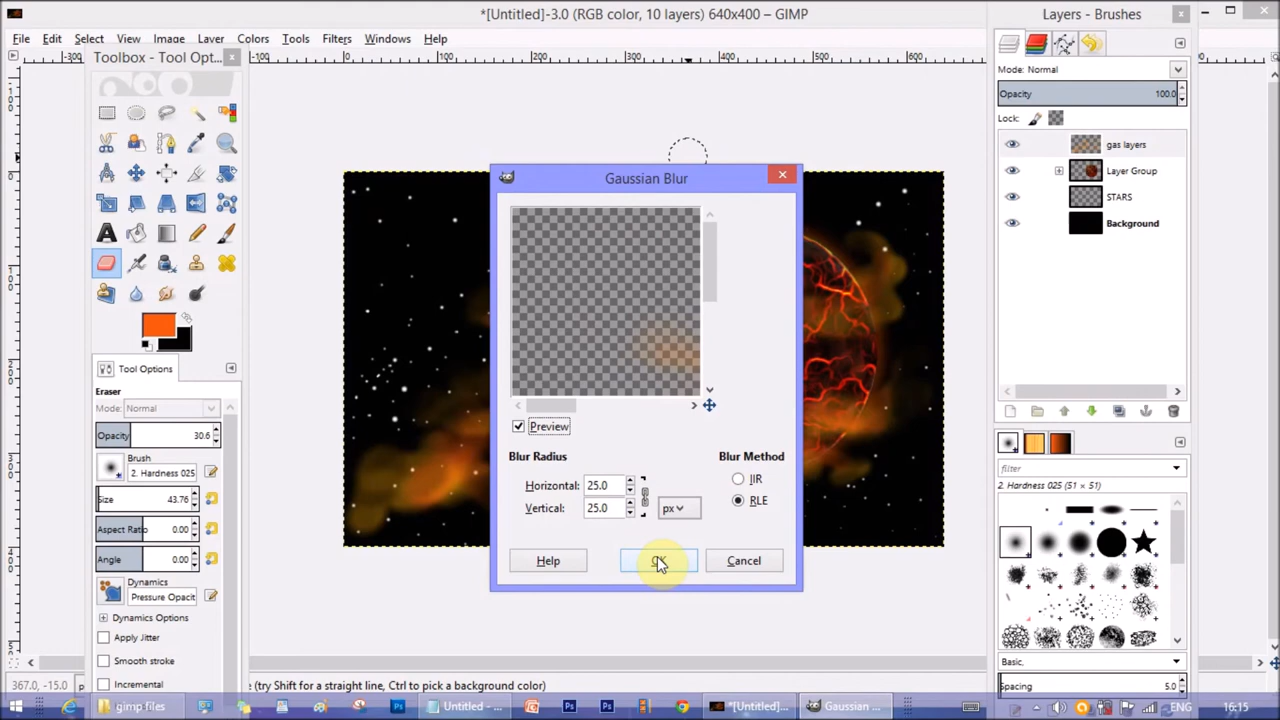 *[Untitled]-3.0 (RGB color, 10 layers) 640x400 – GIMP
Layers - Brushes
File Edit Select View Image Layer Colors Tools Filters Windows Help
Toolbox - Tool Opt...
Mode: Normal
Opacity 100.0
Lock:
gas layers
Layer Group
STARS
Background
Gaussian Blur
Preview
Blur Radius
Blur Method
Horizontal: 25.0
IIR
Vertical: 25.0
px
RLE
Help
OK
Cancel
Tool Options
Eraser
Mode: Normal
Opacity 30.6
Brush
2. Hardness 025
Size 43.76
Aspect Ratio 0.00
Angle 0.00
Dynamics
Pressure Opacit
Dynamics Options
Apply Jitter
Smooth stroke
Incremental
filter
2. Hardness 025 (51 × 51)
Basic,
Spacing 5.0
367.0, -15.0
(try Shift for a straight line, Ctrl to pick a background color)
gimp files
Untitled - ...
*[Untitled]...
Gaussian ...
ENG
16:15